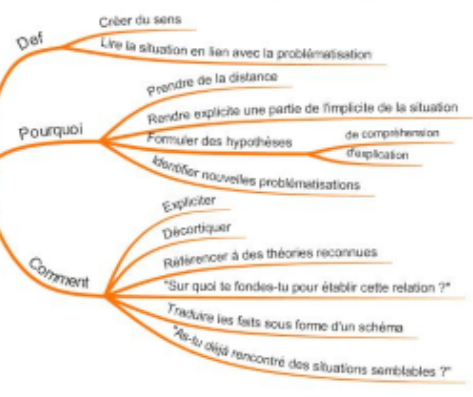 Def
Créer du sens
Lire la situation en lien avec la problématisation
Pourquoi
Prendre de la distance
Rendre explicite une partie de l'implicite de la situation
Formuler des hypothèses
de compréhension
d'explication
Identifier nouvelles problématisations
Comment
Expliciter
Décortiquer
Référencer à des théories reconnues
"Sur quoi te fondes-tu pour établir cette relation ?"
Traduire les faits sous forme d'un schéma
"As-tu déjà rencontré des situations semblables ?"